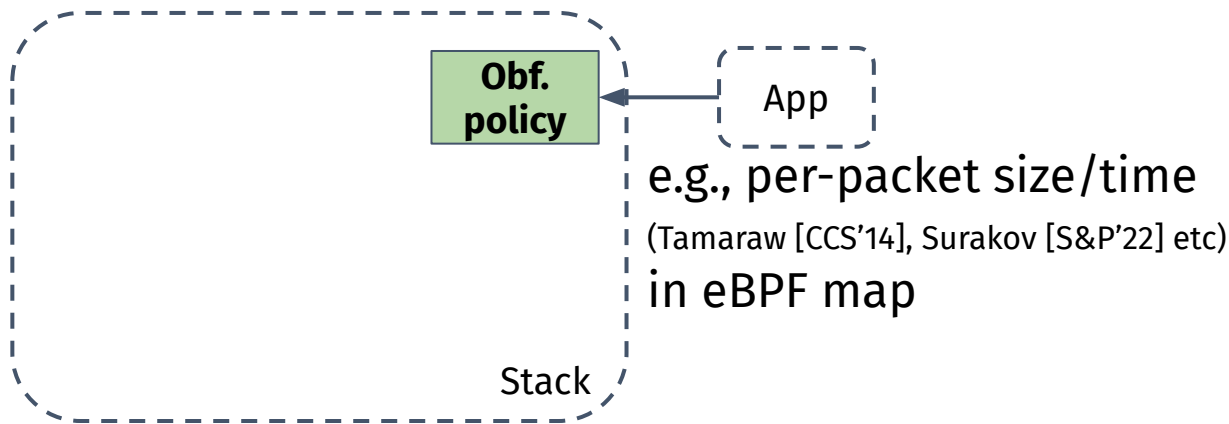 Obf.
policy
App
e.g., per-packet size/time
(Tamaraw [CCS’14], Surakov [S&P’22] etc)
in eBPF map
Stack